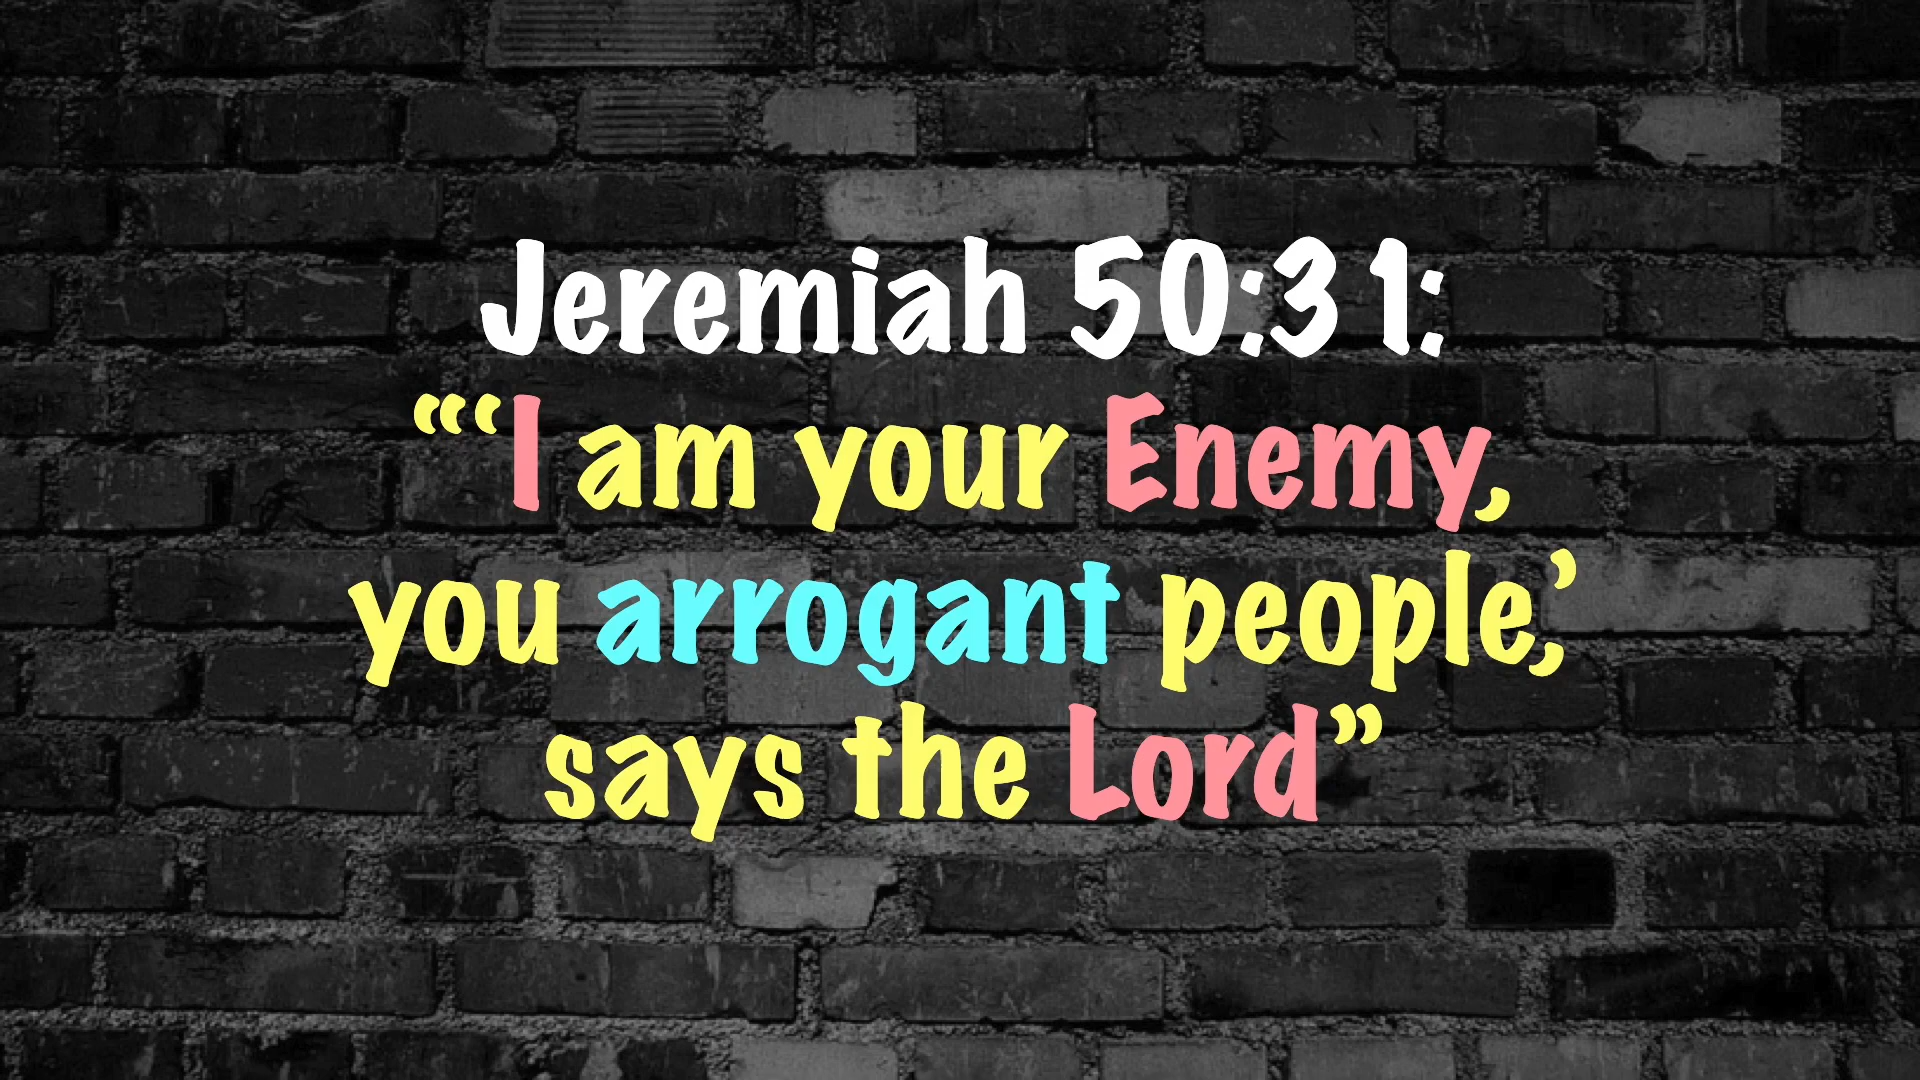 Jeremiah 50:31:
“‘I am your Enemy,
you arrogant people,’
says the Lord”